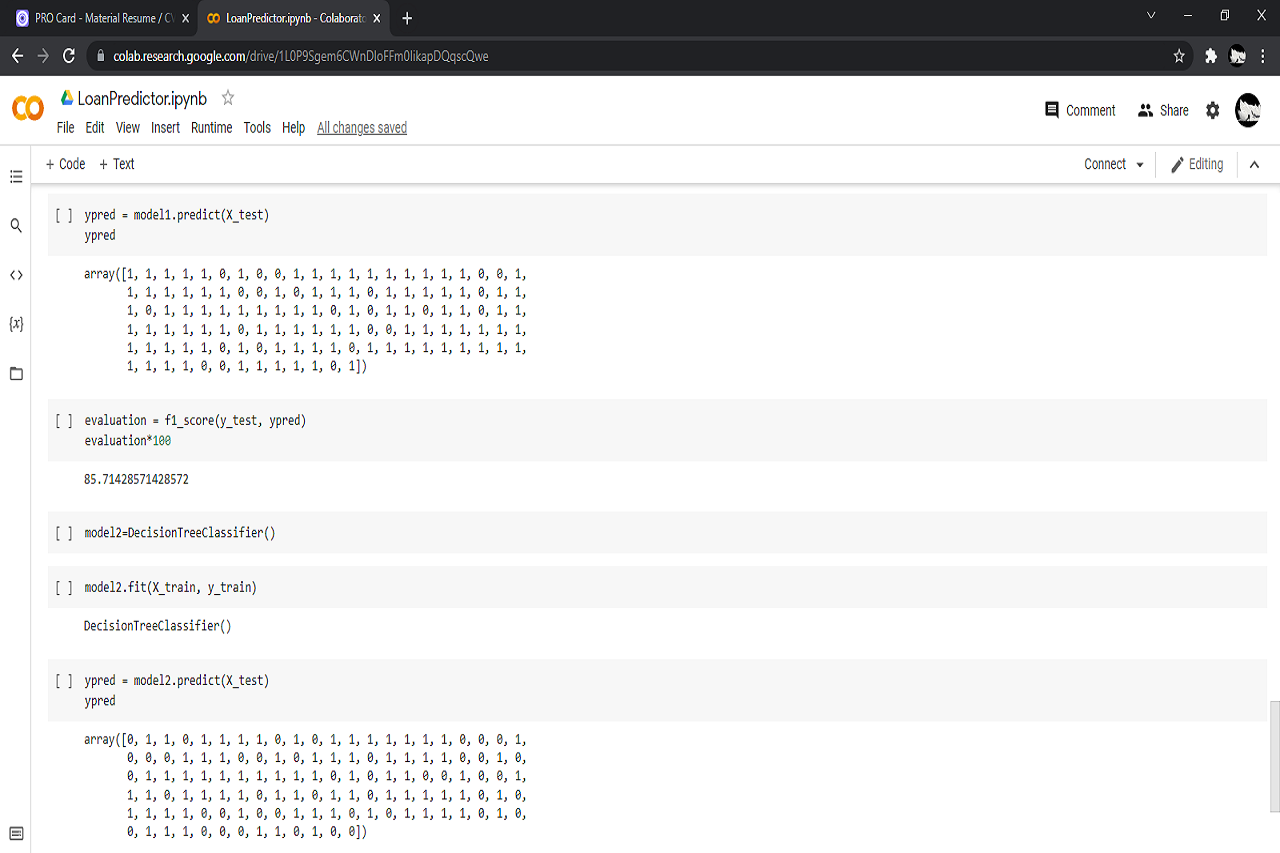 PRO Card - Material Resume / CV
LoanPredictor.ipynb - Colaborato
colab.research.google.com/drive/1L0P9Sgem6CWnDIoFFm0IikapDQqscQwe
LoanPredictor.ipynb
Comment
Share
File Edit View Insert Runtime Tools Help All changes saved
+ Code + Text
Connect
Editing
[ ] ypred = model1.predict(X_test)
ypred
array([1, 1, 1, 1, 1, 0, 1, 0, 0, 1, 1, 1, 1, 1, 1, 1, 1, 1, 1, 0, 0, 1,
1, 1, 1, 1, 1, 1, 0, 0, 1, 0, 1, 1, 1, 0, 1, 1, 1, 1, 1, 0, 1, 1,
1, 0, 1, 1, 1, 1, 1, 1, 1, 1, 1, 0, 1, 0, 1, 1, 0, 1, 1, 0, 1, 1,
1, 1, 1, 1, 1, 1, 0, 1, 1, 1, 1, 1, 1, 0, 0, 1, 1, 1, 1, 1, 1, 1,
1, 1, 1, 1, 1, 0, 1, 0, 1, 1, 1, 1, 0, 1, 1, 1, 1, 1, 1, 1, 1, 1,
1, 1, 1, 1, 0, 0, 1, 1, 1, 1, 1, 0, 1])
[ ] evaluation = f1_score(y_test, ypred)
evaluation*100
85.71428571428572
[ ] model2=DecisionTreeClassifier()
[ ] model2.fit(X_train, y_train)
DecisionTreeClassifier()
[ ] ypred = model2.predict(X_test)
ypred
array([0, 1, 1, 0, 1, 1, 1, 1, 0, 1, 0, 1, 1, 1, 1, 1, 1, 1, 0, 0, 0, 1,
0, 0, 0, 1, 1, 1, 0, 0, 1, 0, 1, 1, 1, 0, 1, 1, 1, 1, 0, 0, 1, 0,
0, 1, 1, 1, 1, 1, 1, 1, 1, 1, 1, 0, 1, 0, 1, 1, 0, 0, 1, 0, 0, 1,
1, 1, 0, 1, 1, 1, 1, 0, 1, 1, 0, 1, 1, 0, 1, 1, 1, 1, 1, 0, 1, 0,
1, 1, 1, 1, 0, 0, 1, 0, 0, 1, 1, 1, 0, 1, 0, 1, 1, 1, 1, 0, 1, 0,
0, 1, 1, 1, 0, 0, 0, 1, 1, 0, 1, 0, 0])